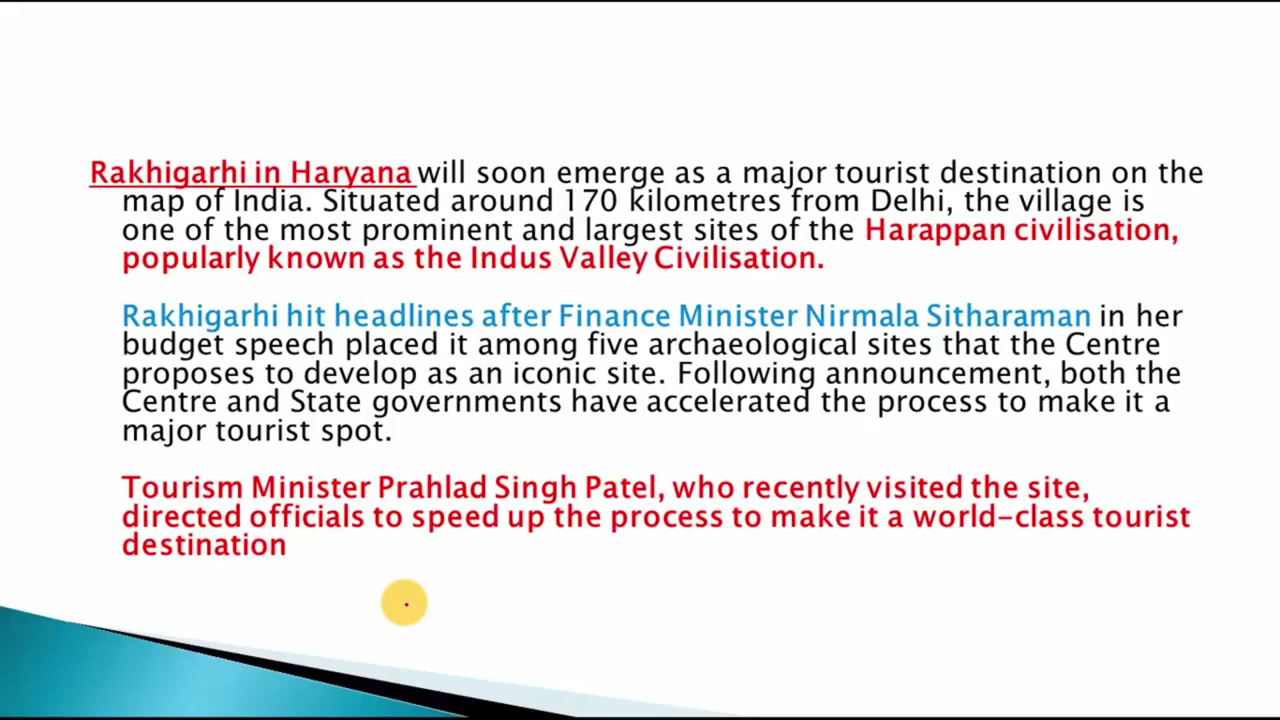 Rakhigarhi in Haryana will soon emerge as a major tourist destination on the
map of India. Situated around 170 kilometres from Delhi, the village is
one of the most prominent and largest sites of the Harappan civilisation,
popularly known as the Indus Valley Civilisation.
Rakhigarhi hit headlines after Finance Minister Nirmala Sitharaman in her
budget speech placed it among five archaeological sites that the Centre
proposes to develop as an iconic site. Following announcement, both the
Centre and State governments have accelerated the process to make it a
major tourist spot.
Tourism Minister Prahlad Singh Patel, who recently visited the site,
directed officials to speed up the process to make it a world-class tourist
destination